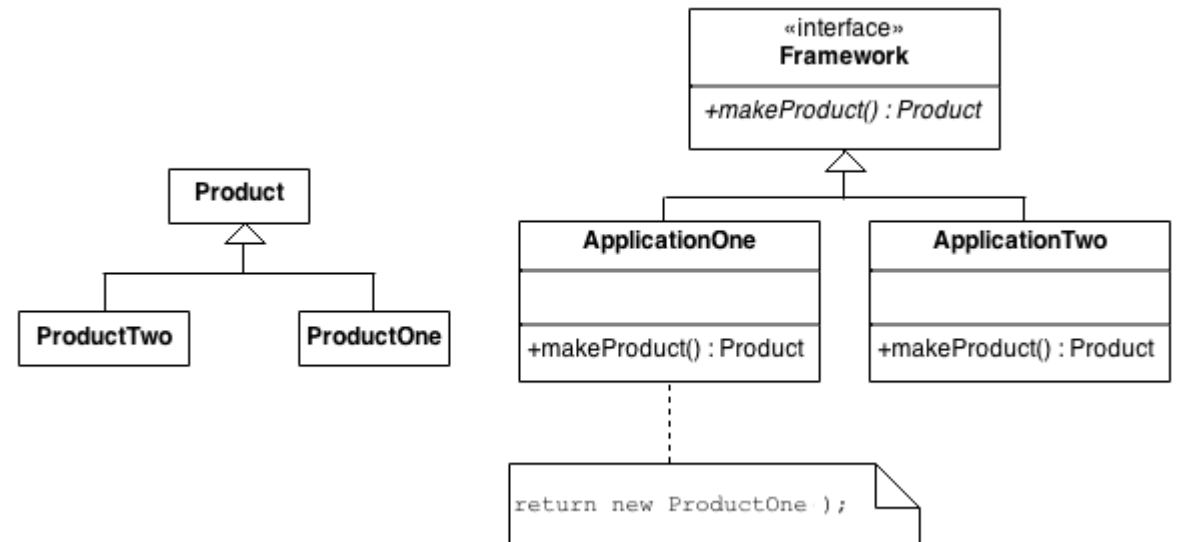 «interface»
Framework
+makeProduct() : Product
Product
ProductTwo
ProductOne
ApplicationOne
+makeProduct() : Product
ApplicationTwo
+makeProduct() : Product
return new ProductOne );